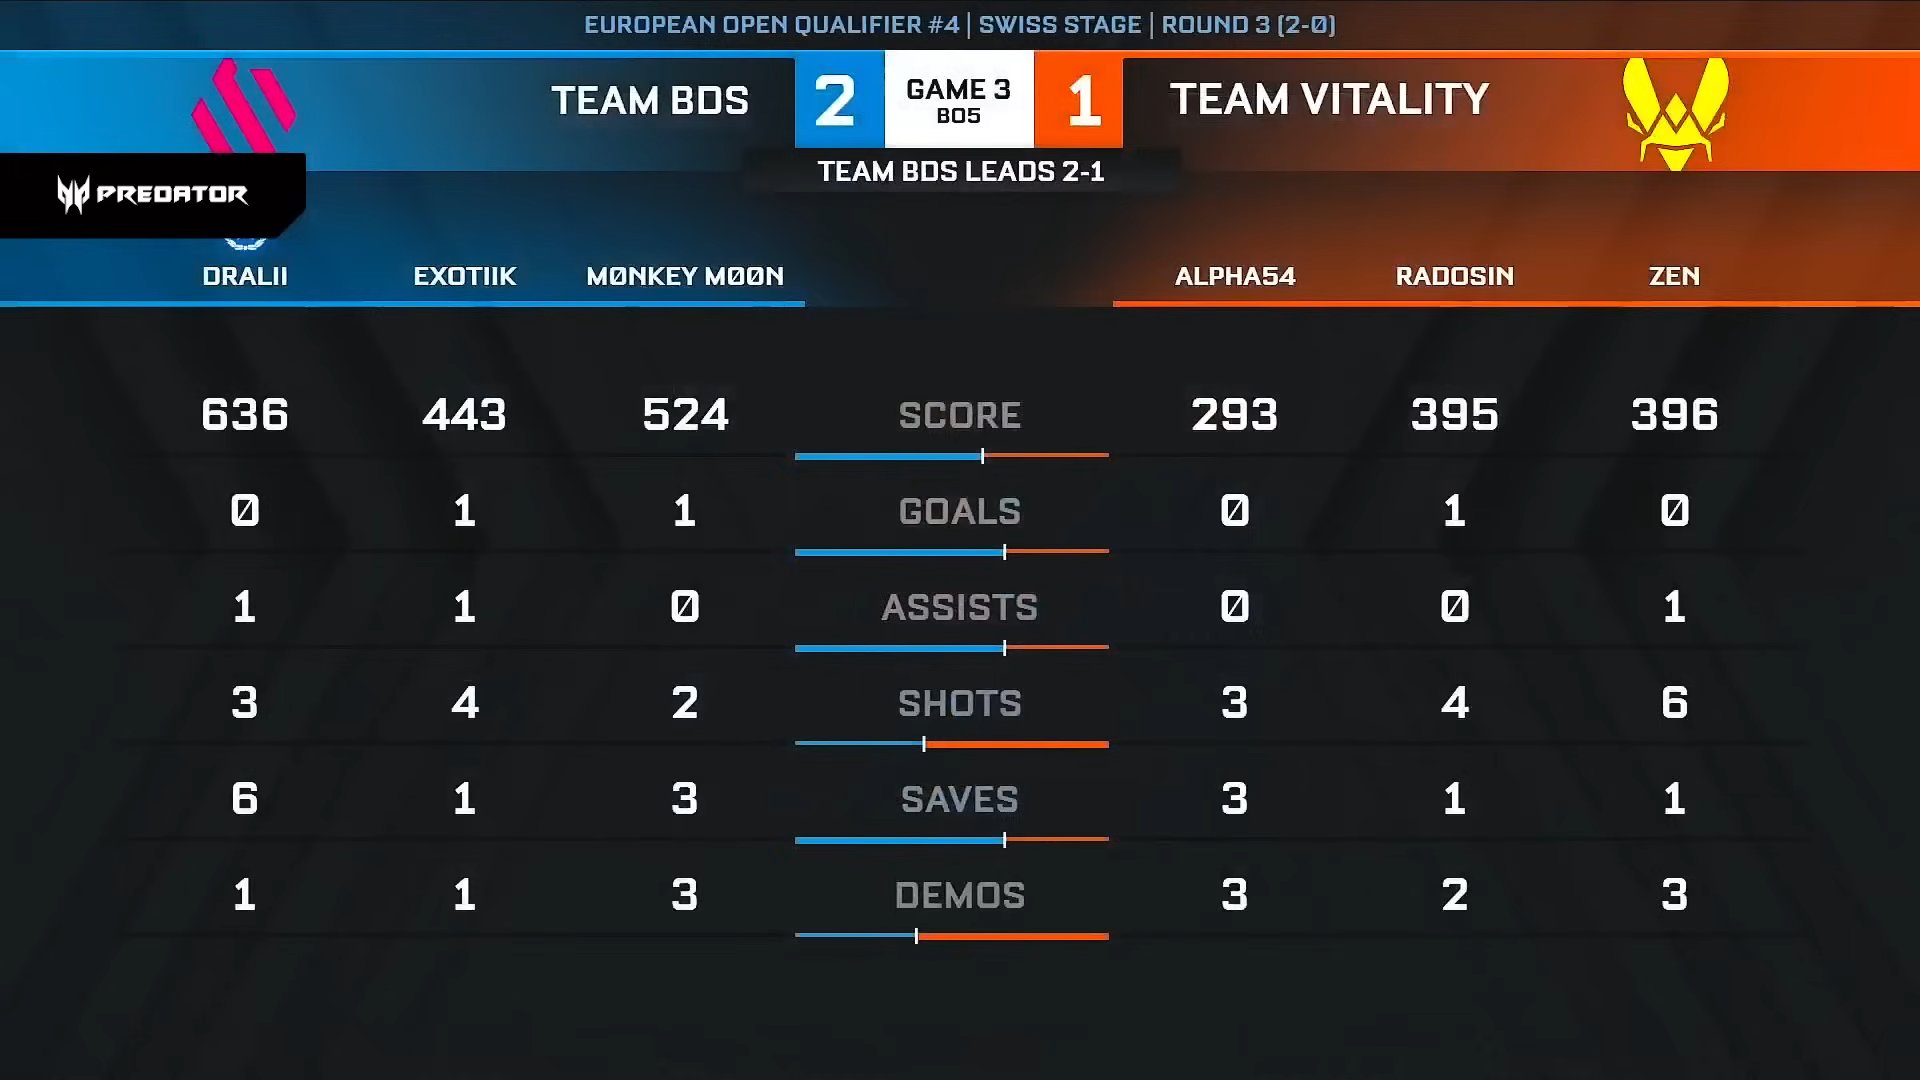 EUROPEAN OPEN QUALIFIER #4 | SWISS STAGE | ROUND 3 (2-0)
TEAM BDS 2 GAME 3 1 TEAM VITALITY
BO5
TEAM BDS LEADS 2-1
PREDATOR
DRALII EXOTIIK MØNKEY MØØN ALPHA54 RADOSIN ZEN
636 443 524 SCORE 293 395 396
0 1 1 GOALS 0 1 0
1 1 0 ASSISTS 0 0 1
3 4 2 SHOTS 3 4 6
6 1 3 SAVES 3 1 1
1 1 3 DEMOS 3 2 3